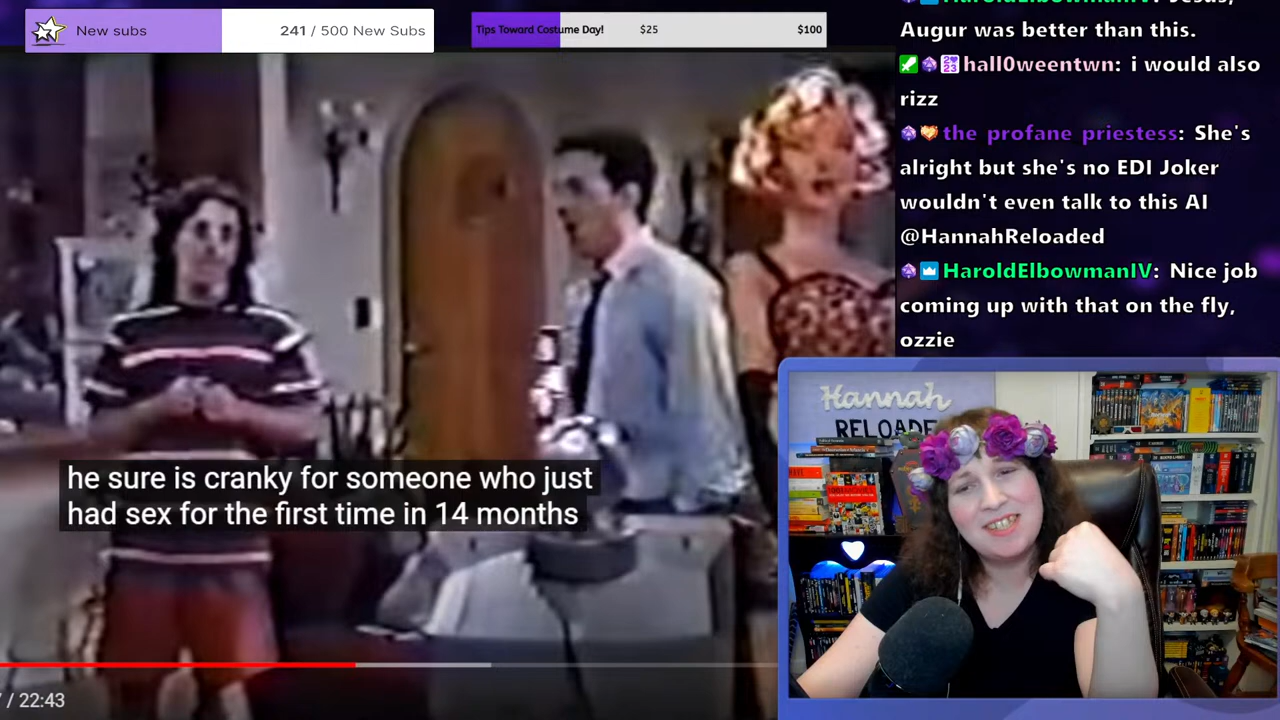 New subs
241 / 500 New Subs
Tips Toward Costume Day!
$25
$100
Augur was better than this.
hall0weentwn: i would also
rizz
the profane priestess: She's
alright but she's no EDI Joker
wouldn't even talk to this AI
@HannahReloaded
HaroldElbowmanIV: Nice job
coming up with that on the fly,
ozzie
Hannah
RELOADE
he sure is cranky for someone who just
had sex for the first time in 14 months
/ 22:43